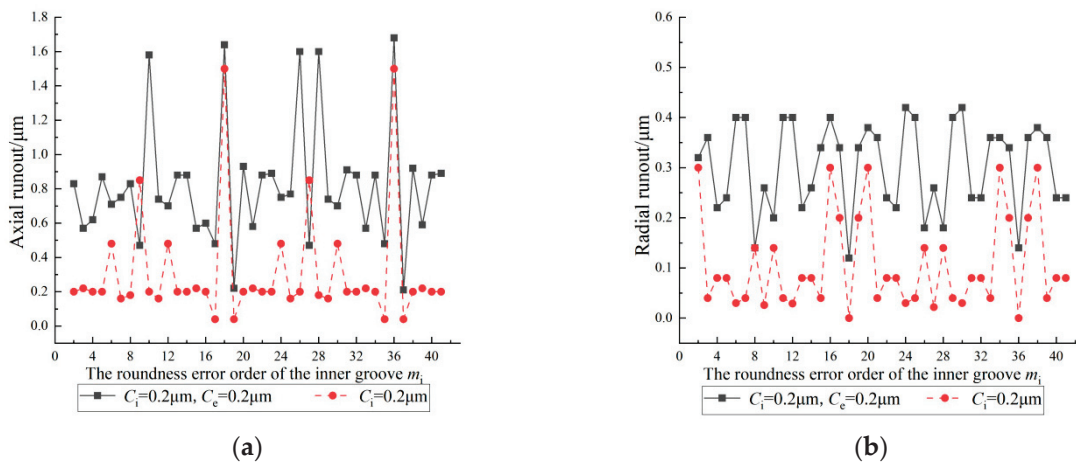 1.8
1.6
1.4
1.2
1.0
0.8
0.6
0.4
0.2
0.0
Axial runout/μm
0 4 8 12 16 20 24 28 32 36 40
The roundness error order of the inner groove mi
Ci=0.2μm, Ce=0.2μm Ci=0.2μm
(a)
0.6
0.5
0.4
0.3
0.2
0.1
0.0
Radial runout/μm
0 4 8 12 16 20 24 28 32 36 40
The roundness error order of the inner groove mi
Ci=0.2μm, Ce=0.2μm Ci=0.2μm
(b)